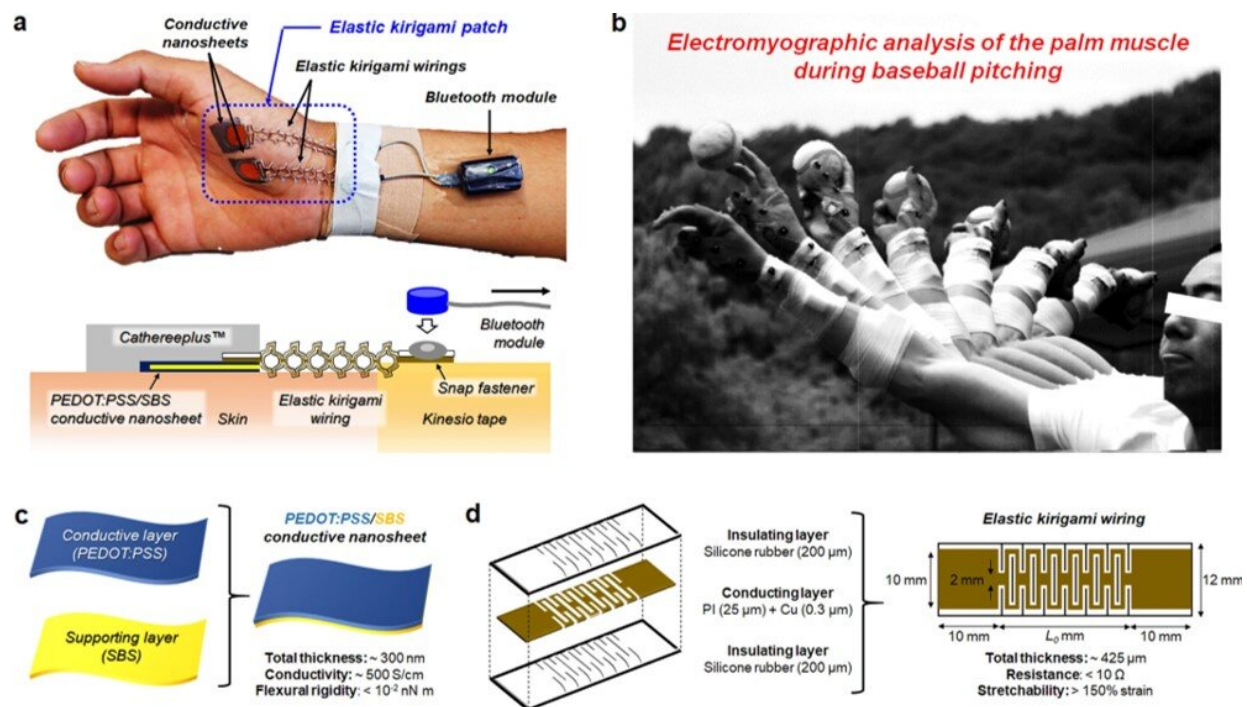 a
Conductive
nanosheets
Elastic kirigami patch
Elastic kirigami wirings
Bluetooth module
Cathereeplus™
Bluetooth
module
Snap fastener
PEDOT:PSS/SBS
conductive nanosheet
Skin
Elastic kirigami
wiring
Kinesio tape
b
Electromyographic analysis of the palm muscle
during baseball pitching
c
Conductive layer
(PEDOT:PSS)
Supporting layer
(SBS)
PEDOT:PSS/SBS
conductive nanosheet
Total thickness: ~ 300 nm
Conductivity: ~ 500 S/cm
Flexural rigidity: < 10⁻² nN m
d
Insulating layer
Silicone rubber (200 µm)
Conducting layer
PI (25 µm) + Cu (0.3 µm)
Insulating layer
Silicone rubber (200 µm)
Elastic kirigami wiring
10 mm
2 mm
12 mm
10 mm
L₀ mm
10 mm
Total thickness: ~ 425 µm
Resistance: < 10 Ω
Stretchability: > 150% strain